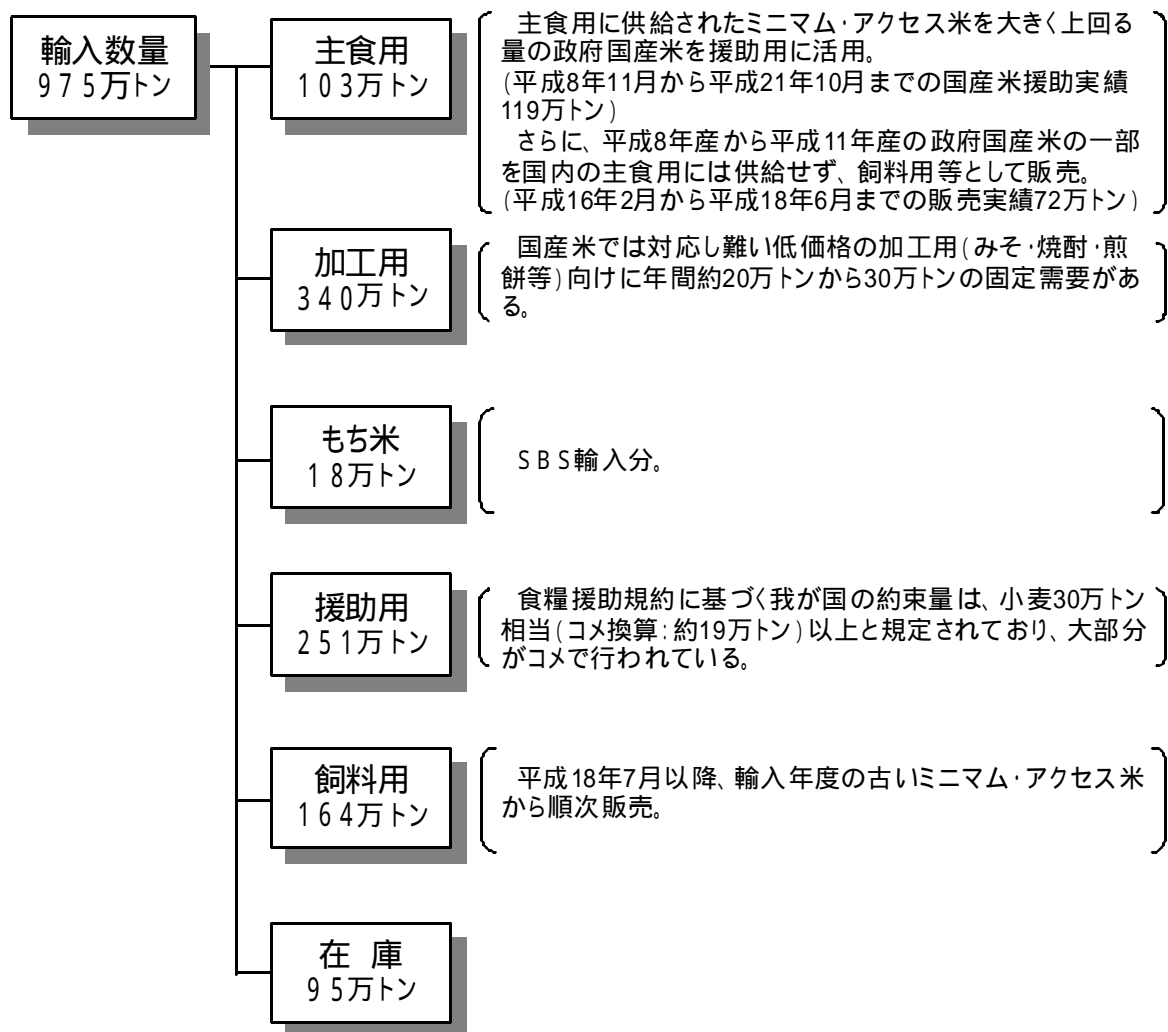 輸入数量
975万トン
主食用
103万トン
主食用に供給されたミニマム・アクセス米を大きく上回る
量の政府国産米を援助用に活用。
(平成8年11月から平成21年10月までの国産米援助実績
119万トン)
さらに、平成8年産から平成11年産の政府国産米の一部
を国内の主食用には供給せず、飼料用等として販売。
(平成16年2月から平成18年6月までの販売実績72万トン)
加工用
340万トン
国産米では対応し難い低価格の加工用(みそ・焼酎・煎
餅等)向けに年間約20万トンから30万トンの固定需要があ
る。
もち米
18万トン
SBS輸入分。
援助用
251万トン
食糧援助規約に基づく我が国の約束量は、小麦30万トン
相当(コメ換算:約19万トン)以上と規定されており、大部分
がコメで行われている。
飼料用
164万トン
平成18年7月以降、輸入年度の古いミニマム・アクセス米
から順次販売。
在 庫
95万トン